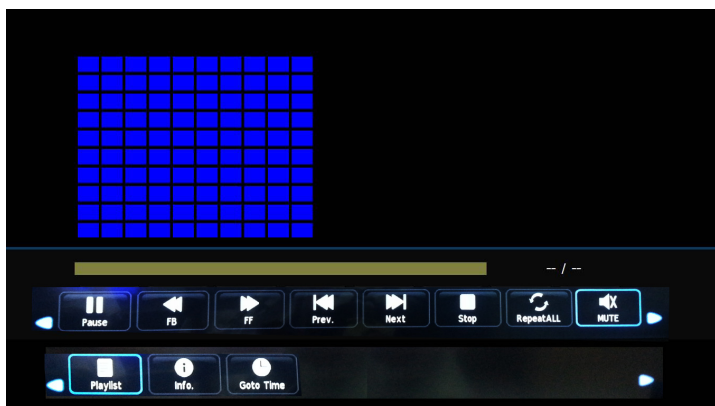 -- / --
Pause FB FF Prev. Next Stop RepeatALL MUTE
Playlist Info. Goto Time